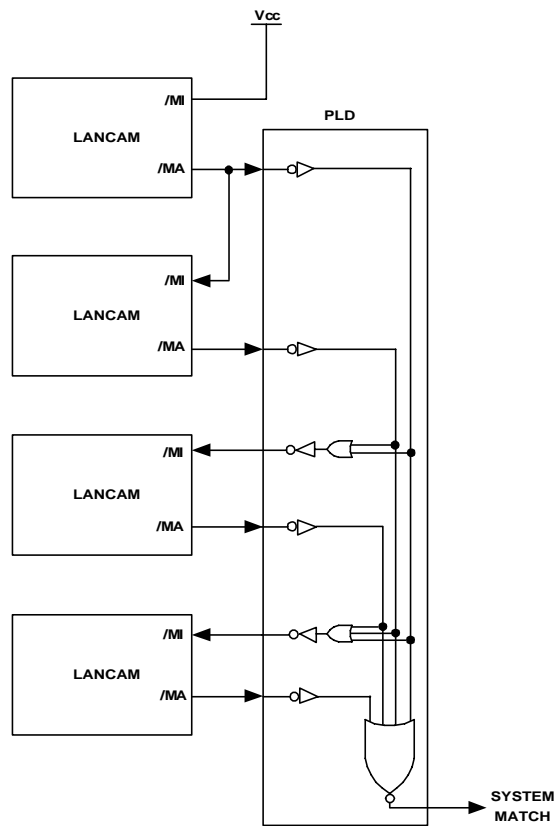 Vcc
/MI
LANCAM
/MA
PLD
/MI
LANCAM
/MA
/MI
LANCAM
/MA
/MI
LANCAM
/MA
SYSTEM
MATCH